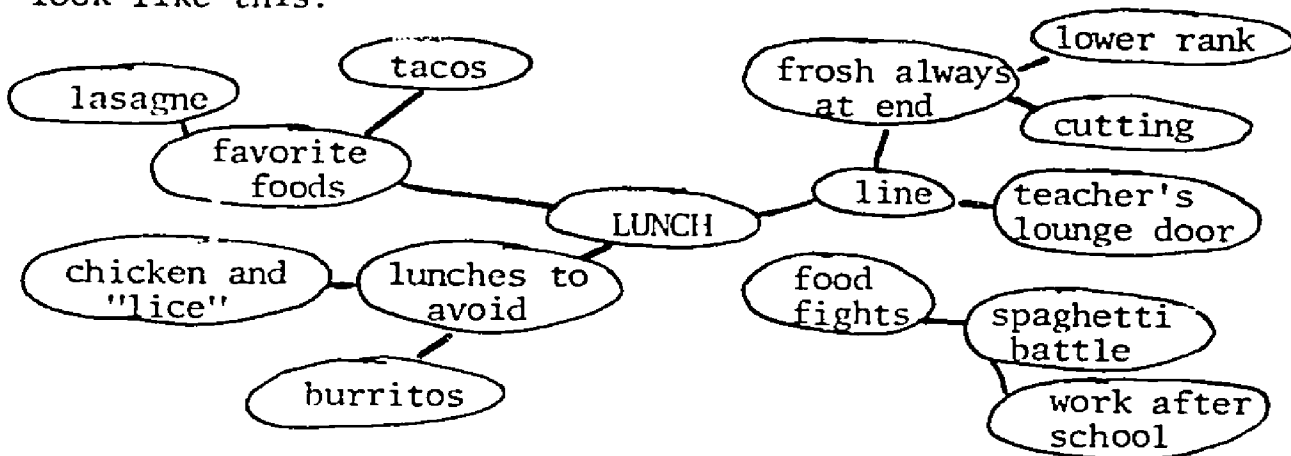 look like this:
lasagne
tacos
favorite
foods
LUNCH
chicken and
"lice"
lunches to
avoid
burritos
frosh always
at end
lower rank
cutting
line
teacher's
lounge door
food
fights
spaghetti
battle
work after
school